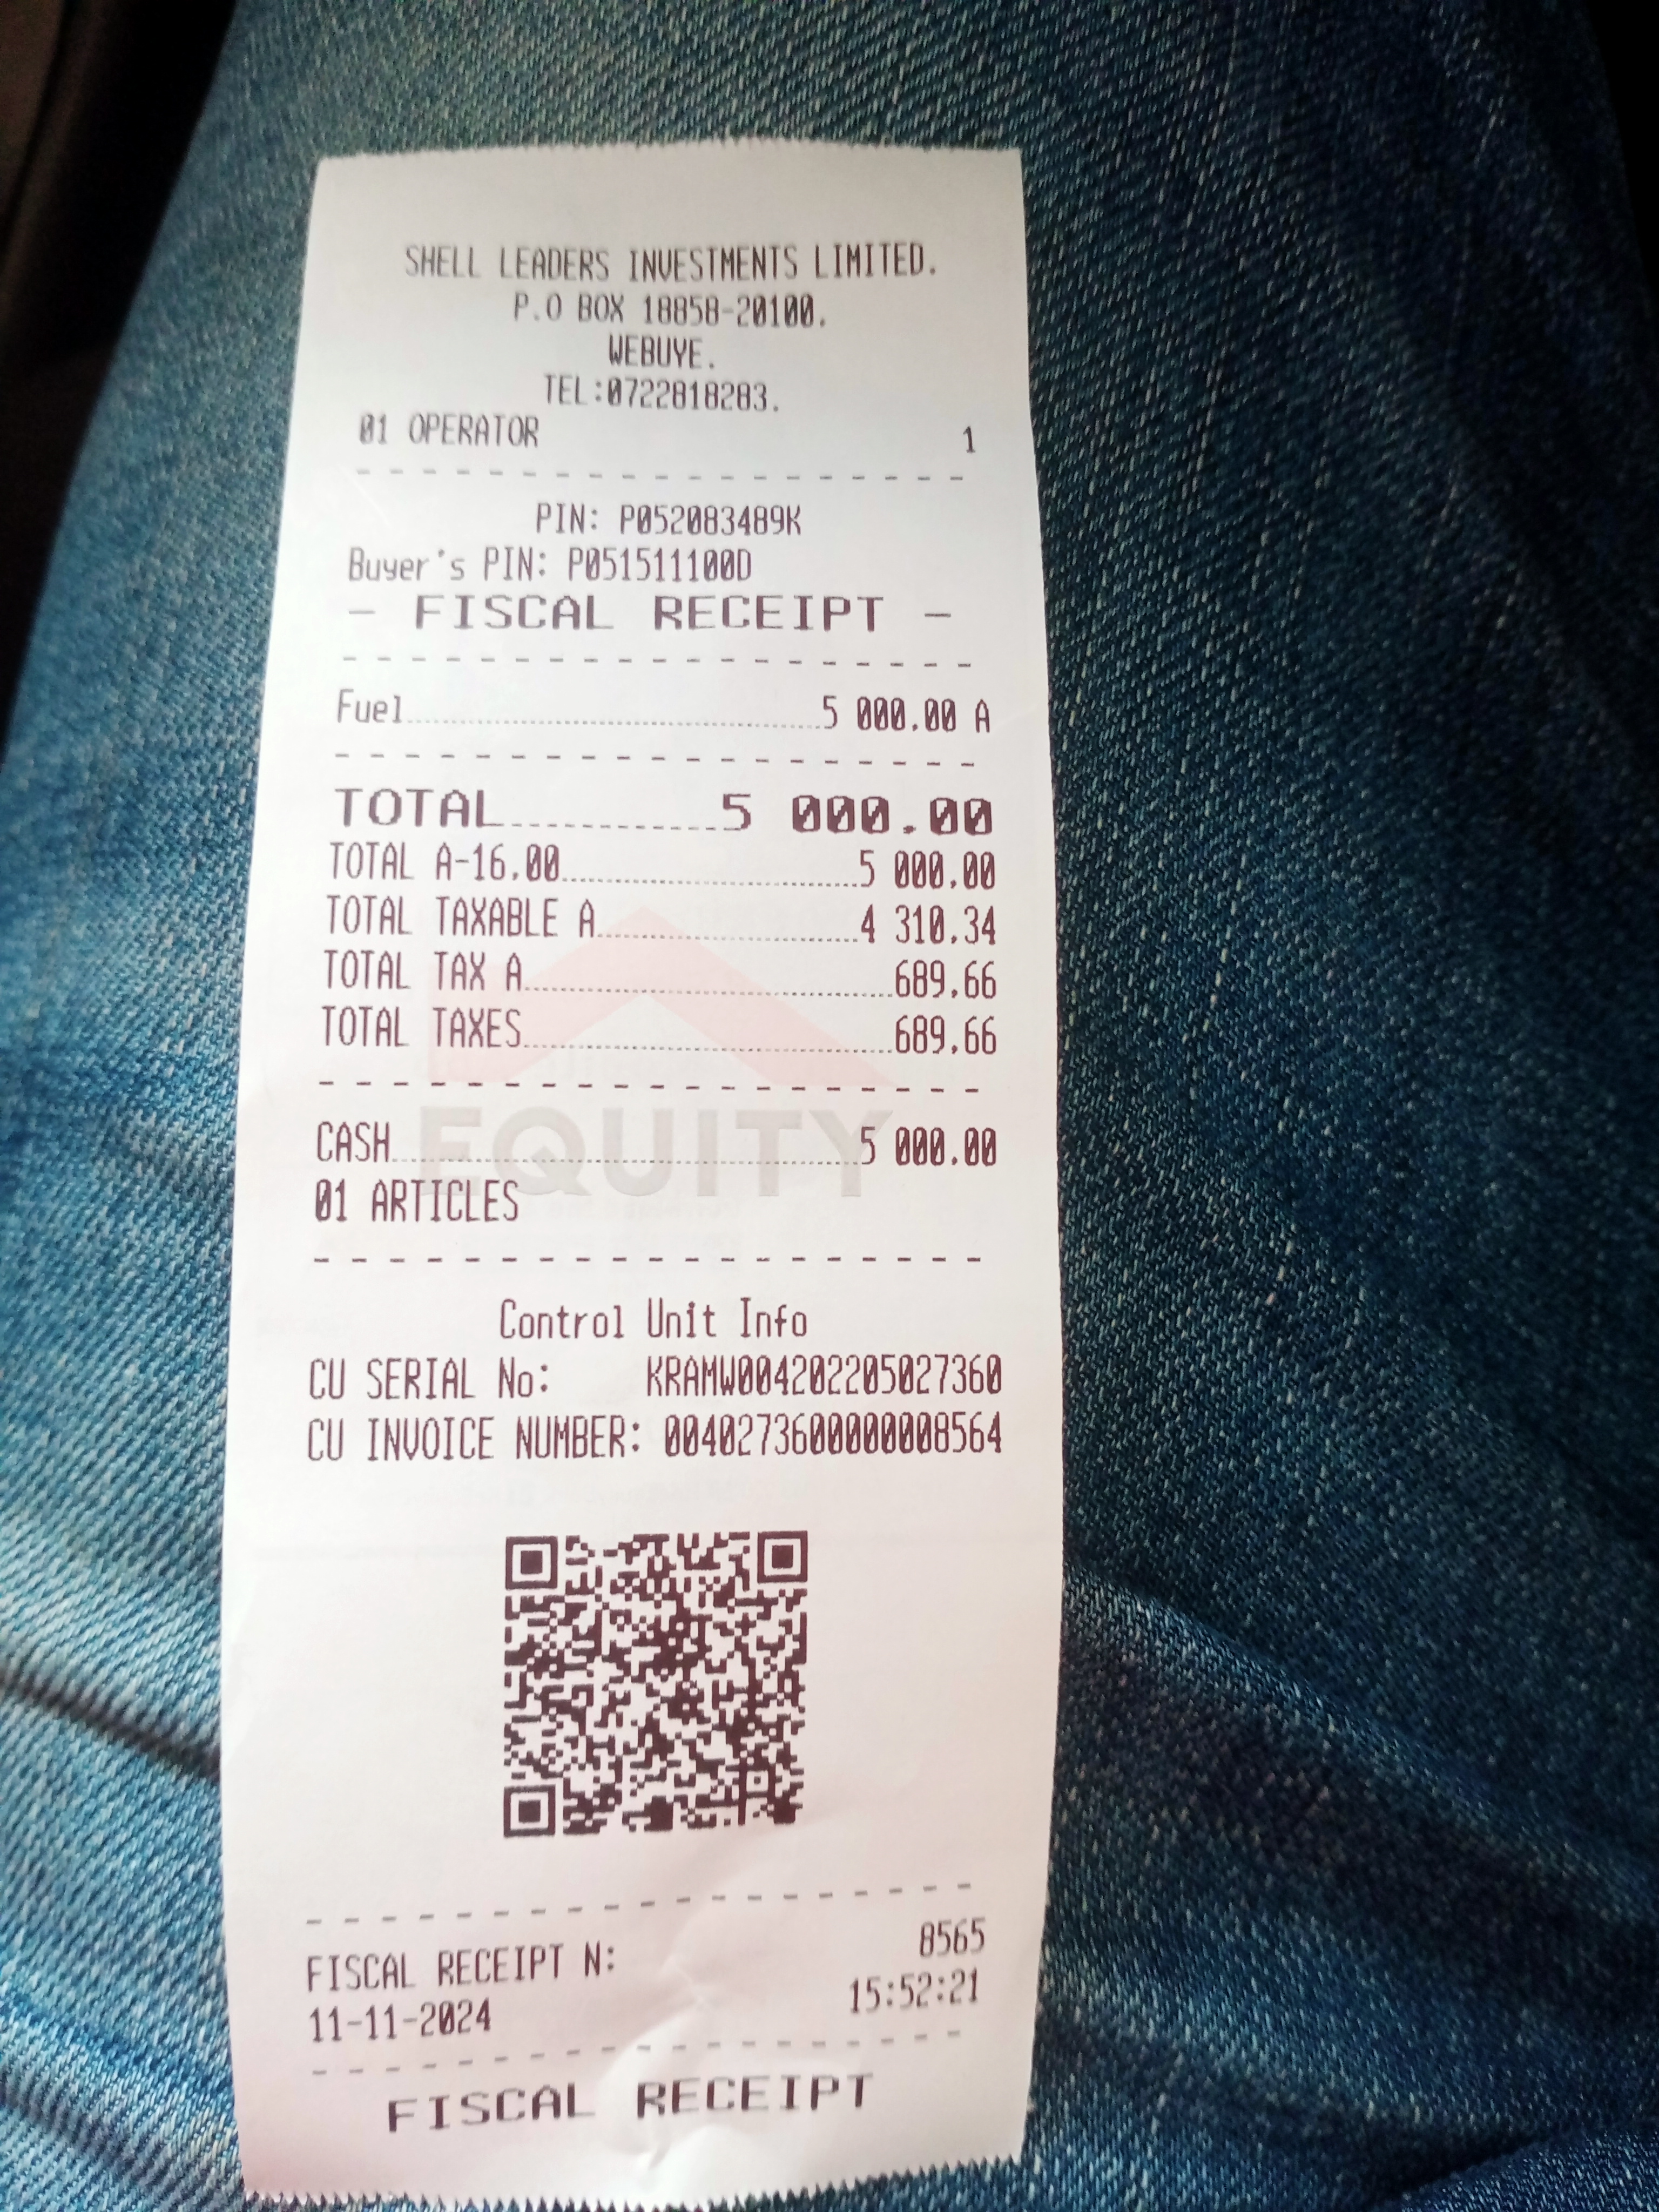 SHELL LEADERS INVESTMENTS LIMITED.
P.O BOX 18858-20100.
WEBUYE.
TEL:0722818283.
01 OPERATOR 1
PIN: P052083489K
Buyer's PIN: P051511100D
- FISCAL RECEIPT -
Fuel 5 000.00 A
TOTAL 5 000.00
TOTAL A-16.00 5 000.00
TOTAL TAXABLE A 4 310.34
TOTAL TAX A 689.66
TOTAL TAXES 689.66
CASH 5 000.00
EQUITY
01 ARTICLES
Control Unit Info
CU SERIAL No: KRAMW004202205027360
CU INVOICE NUMBER: 0040273600000008564
FISCAL RECEIPT N: 8565
11-11-2024 15:52:21
FISCAL RECEIPT